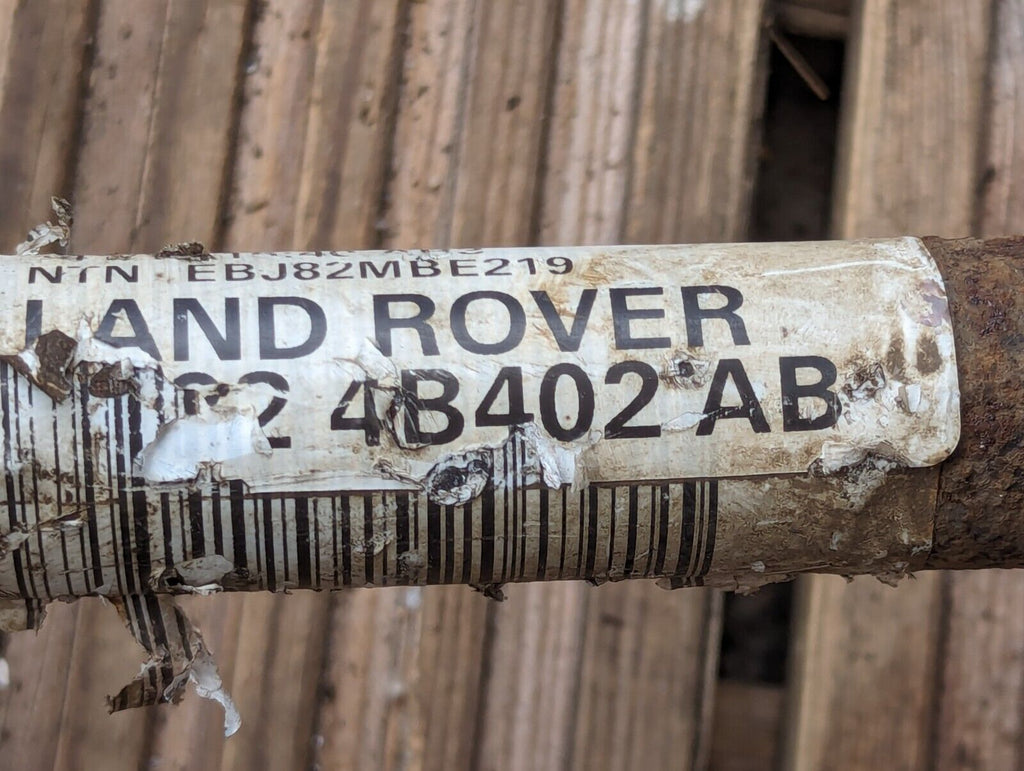 NTN EBJ82MBE219
LAND ROVER
4B402 AB